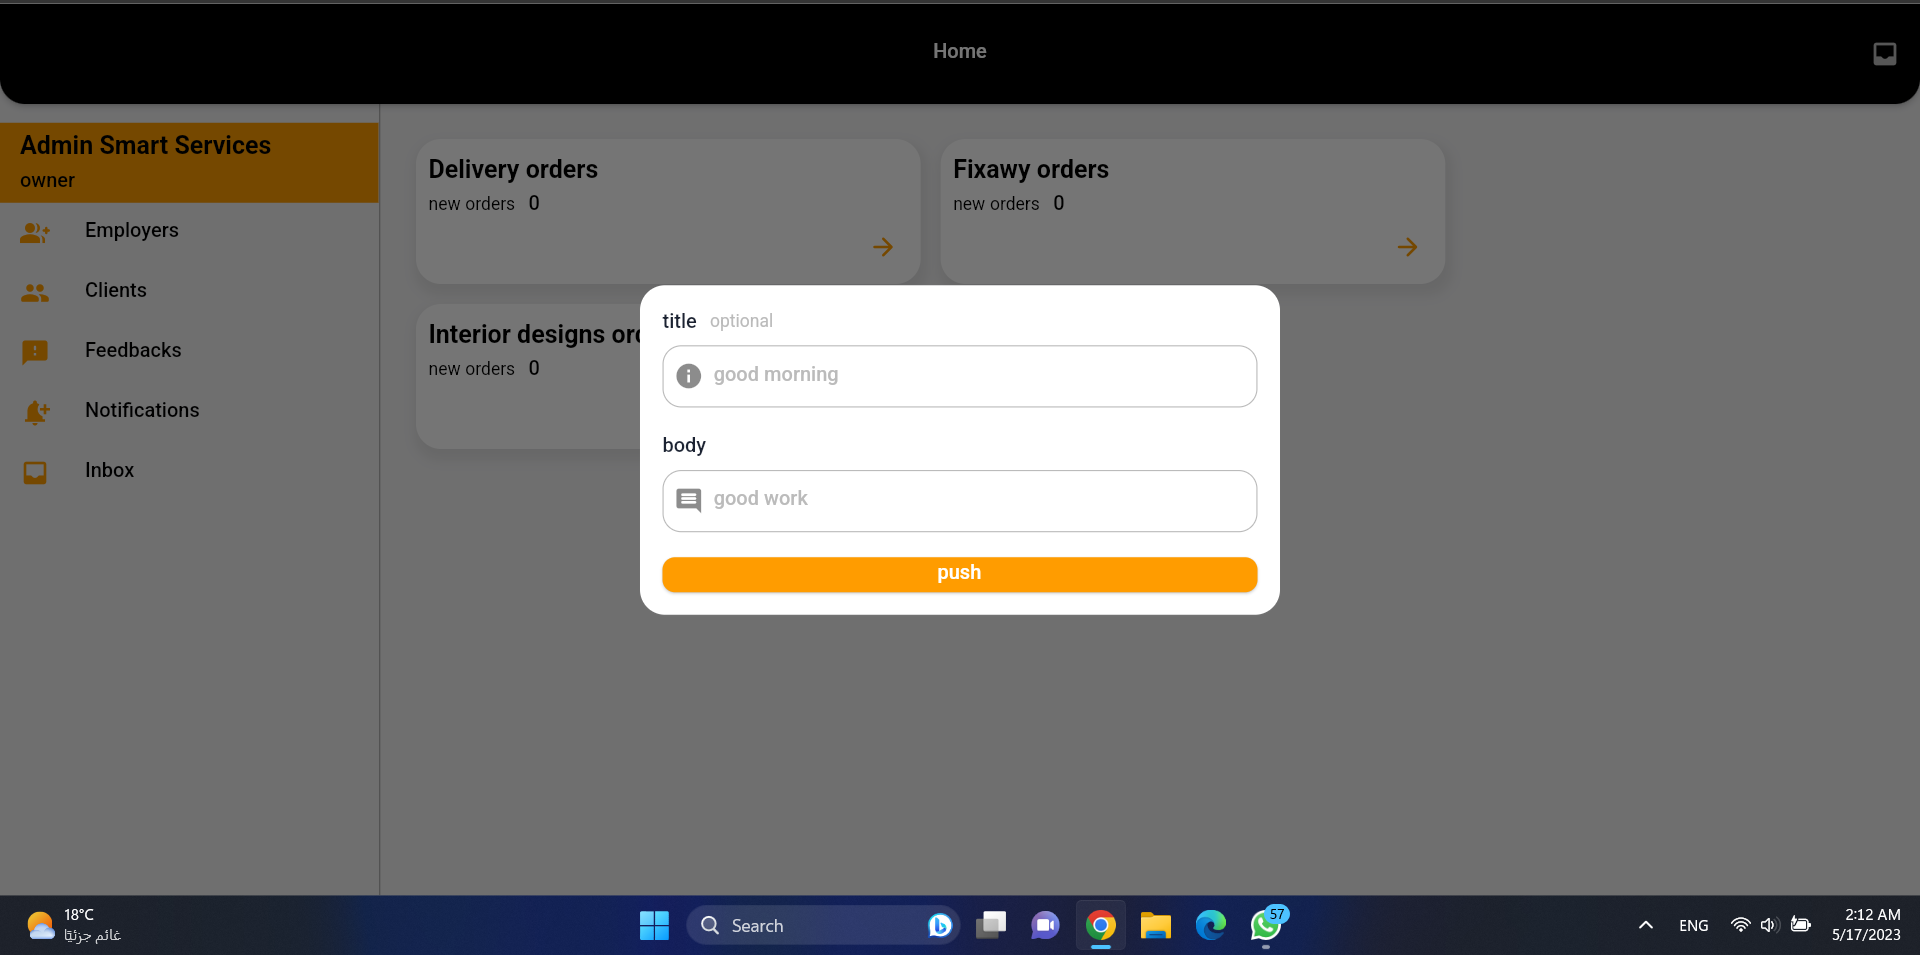 Home
Admin Smart Services
owner
Employers
Clients
Feedbacks
Notifications
Inbox
Delivery orders
new orders 0
Fixawy orders
new orders 0
Interior designs
new orders 0
title optional
good morning
body
good work
push
18°C
غائم جزئيًا
Search
57
ENG
2:12 AM
5/17/2023